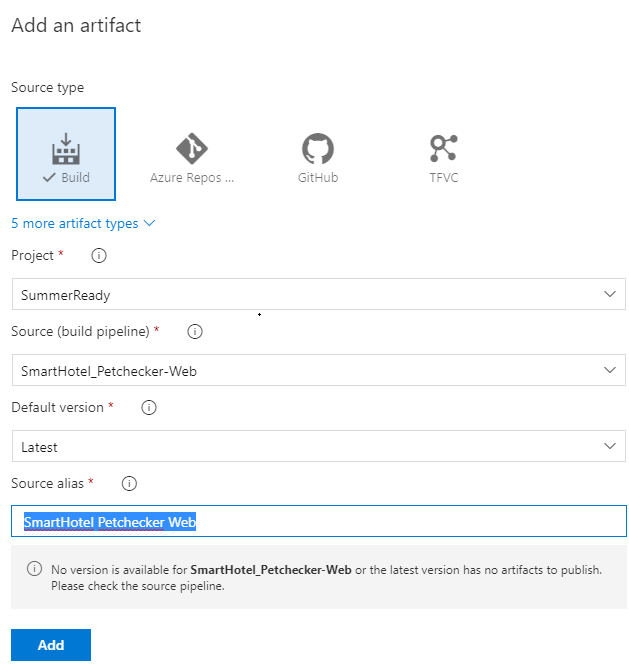 Add an artifact
Source type
Build
Azure Repos ...
GitHub
TFVC
5 more artifact types
Project *
SummerReady
Source (build pipeline) *
SmartHotel_Petchecker-Web
Default version *
Latest
Source alias *
SmartHotel Petchecker Web
No version is available for SmartHotel_Petchecker-Web or the latest version has no artifacts to publish.
Please check the source pipeline.
Add